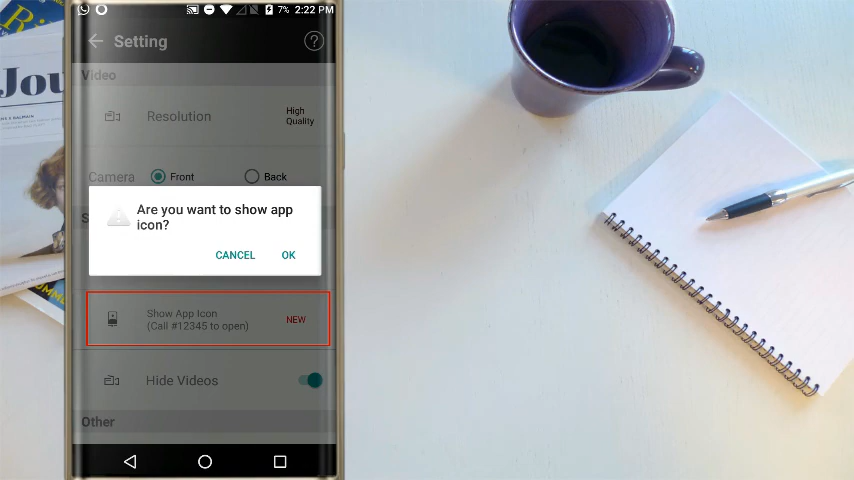 7% 2:22 PM
Setting
?
Video
Resolution
High
Quality
Camera
Front
Back
Are you want to show app
icon?
CANCEL
OK
Show App Icon
(Call #12345 to open)
NEW
Hide Videos
Other
Jou